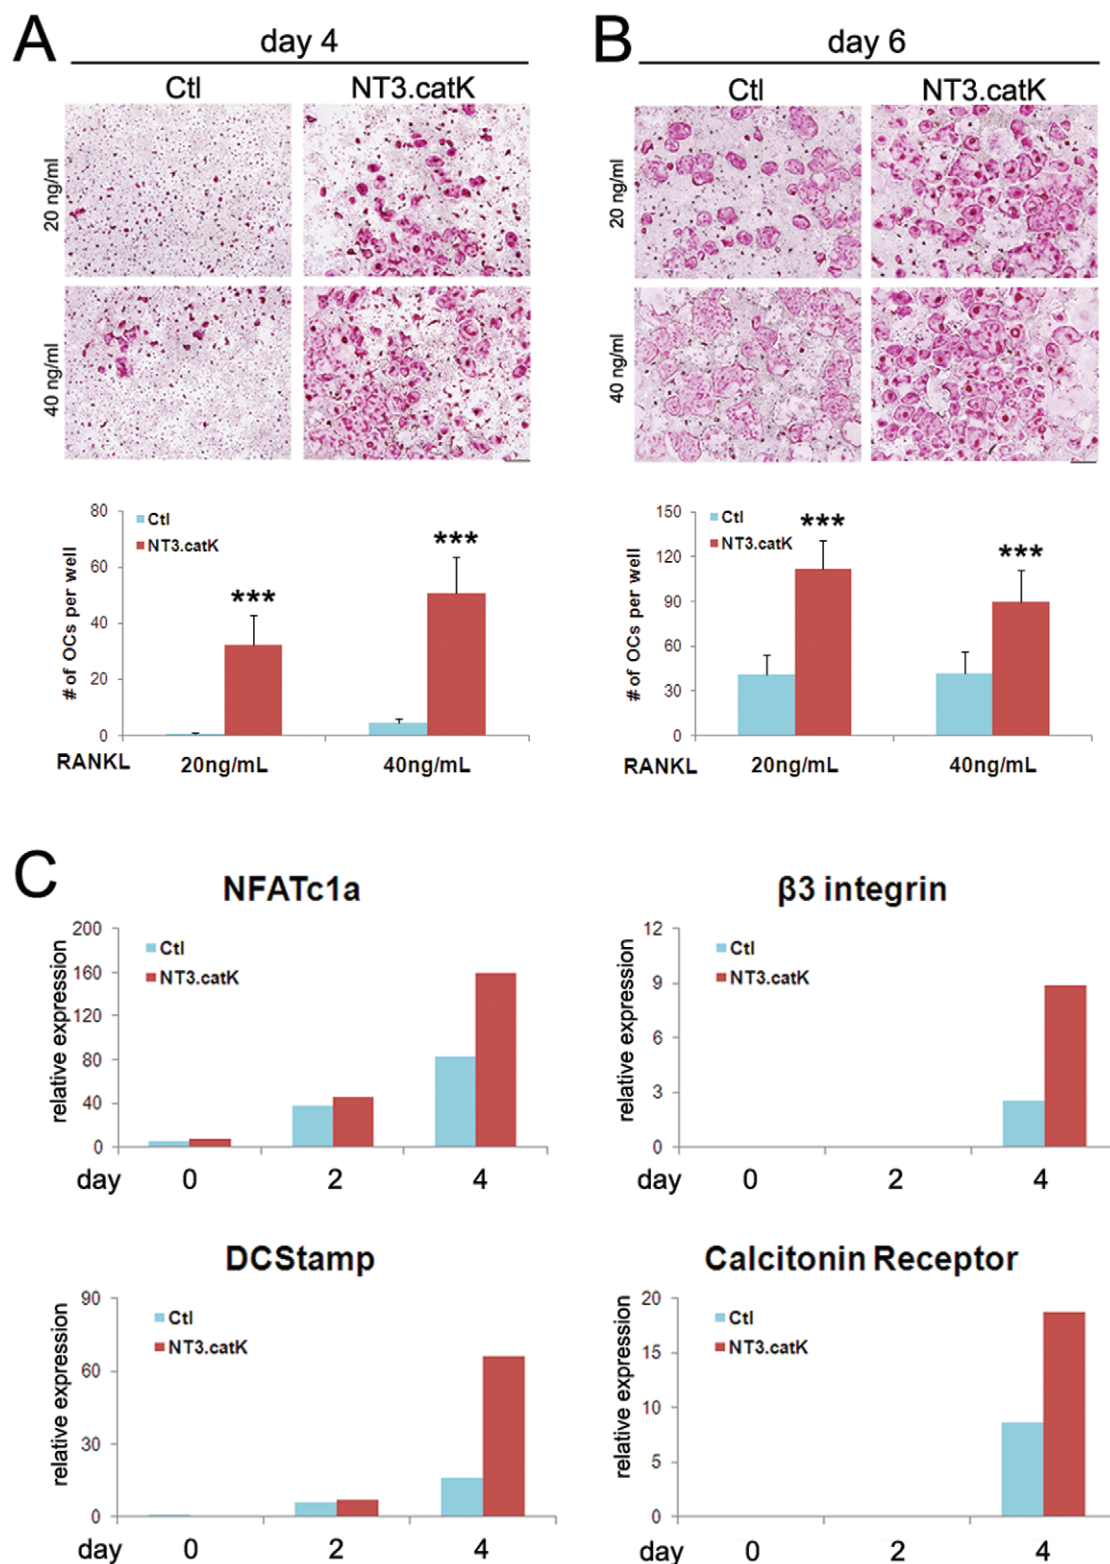 A
day 4
Ctl
NT3.catK
20 ng/ml
40 ng/ml
80
60
40
20
0
# of OCs per well
Ctl
NT3.catK
***
***
RANKL
20ng/mL
40ng/mL
B
day 6
Ctl
NT3.catK
20 ng/ml
40 ng/ml
150
120
90
60
30
0
# of OCs per well
Ctl
NT3.catK
***
***
RANKL
20ng/mL
40ng/mL
C
NFATc1a
relative expression
200
160
120
80
40
0
Ctl
NT3.catK
day
0
2
4
β3 integrin
relative expression
12
9
6
3
0
Ctl
NT3.catK
day
0
2
4
DCStamp
relative expression
90
60
30
0
Ctl
NT3.catK
day
0
2
4
Calcitonin Receptor
relative expression
20
15
10
5
0
Ctl
NT3.catK
day
0
2
4